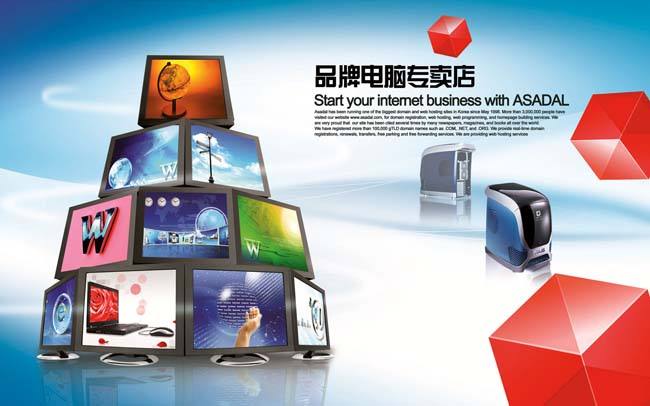 品牌电脑专卖店
Start your internet business with ASADAL
Asadal has been running one of the biggest domain and web hosting sites in Korea since May 1998. More than 3,000,000 people have
visited our website www.asadal.com, for domain registration, web hosting, web programming, and homepage building services. We
are very proud that our site has been cited several times by many newspapers, magazines, and books all over the world.
We have registered more than 100,000 gTLD domain names such as .COM, .NET, and .ORG. We provide real-time domain
registrations, renewals, transfers, free parking and free forwarding services. We are providing web-hosting services
W
W
W